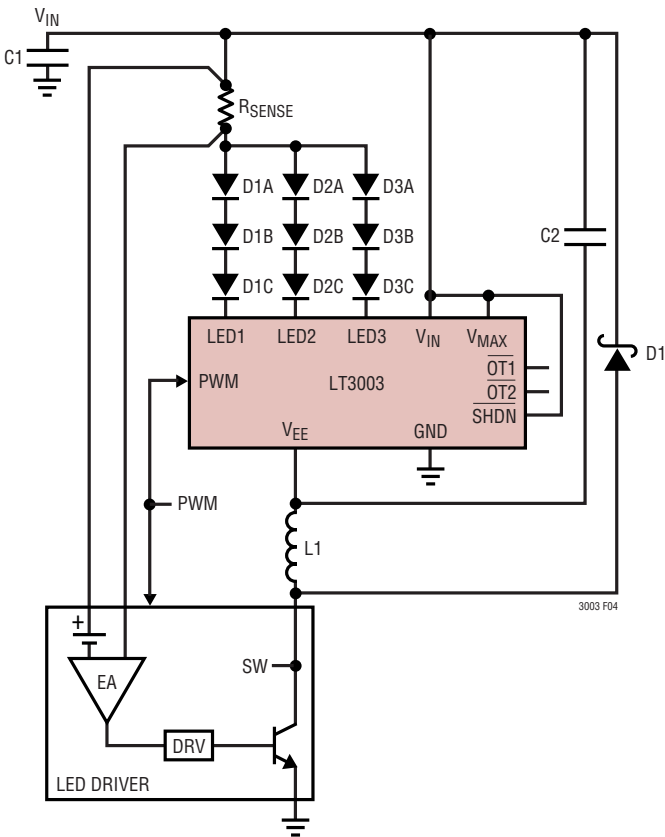 VIN
C1
RSENSE
D1A D2A D3A
D1B D2B D3B
C2
D1C D2C D3C
LED1 LED2 LED3 VIN VMAX
D1
OT1
PWM LT3003
OT2
SHDN
VEE GND
PWM
L1
3003 F04
+
SW
EA
DRV
LED DRIVER